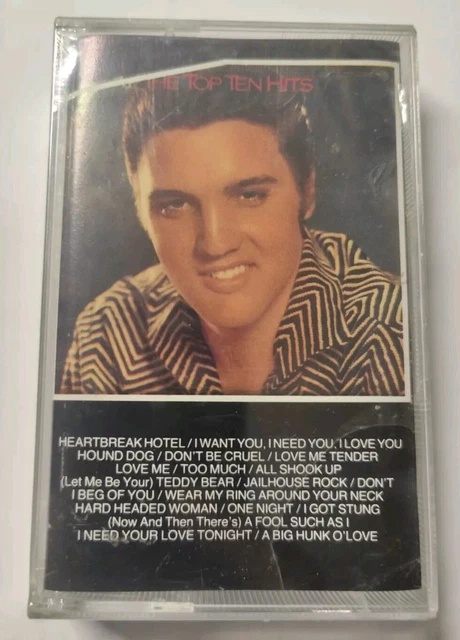 THE TOP TEN HITS
HEARTBREAK HOTEL / I WANT YOU, I NEED YOU, I LOVE YOU
HOUND DOG / DON'T BE CRUEL / LOVE ME TENDER
LOVE ME / TOO MUCH / ALL SHOOK UP
(Let Me Be Your) TEDDY BEAR / JAILHOUSE ROCK / DON'T
I BEG OF YOU / WEAR MY RING AROUND YOUR NECK
HARD HEADED WOMAN / ONE NIGHT / I GOT STUNG
(Now And Then There's) A FOOL SUCH AS I
I NEED YOUR LOVE TONIGHT / A BIG HUNK O'LOVE